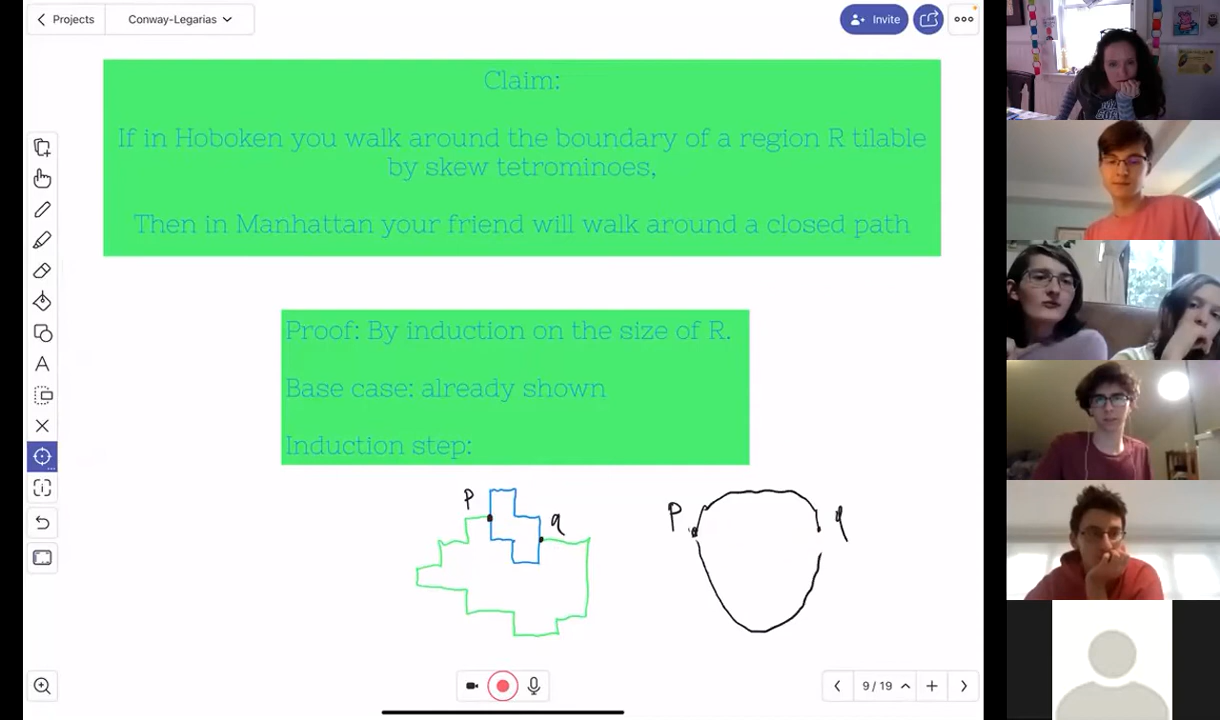 Projects
Conway-Legarias
Invite
Claim:
If in Hoboken you walk around the boundary of a region R tilable
by skew tetrominoes,
Then in Manhattan your friend will walk around a closed path
Proof: By induction on the size of R.
Base case: already shown
Induction step:
P
q
P
q
A
9 / 19